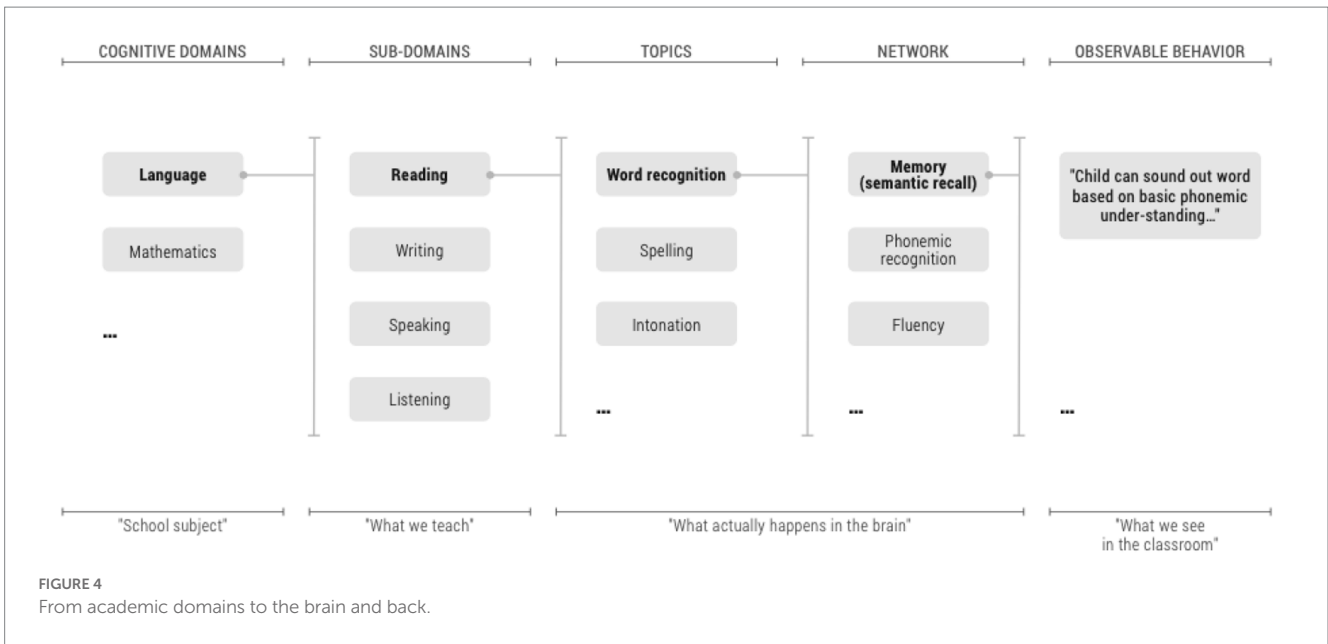 COGNITIVE DOMAINS
SUB-DOMAINS
TOPICS
NETWORK
OBSERVABLE BEHAVIOR
Language
Mathematics
...
Reading
Writing
Speaking
Listening
Word recognition
Spelling
Intonation
...
Memory
(semantic recall)
Phonemic
recognition
Fluency
...
"Child can sound out word
based on basic phonemic
under-standing..."
...
"School subject"
"What we teach"
"What actually happens in the brain"
"What we see
in the classroom"
FIGURE 4
From academic domains to the brain and back.